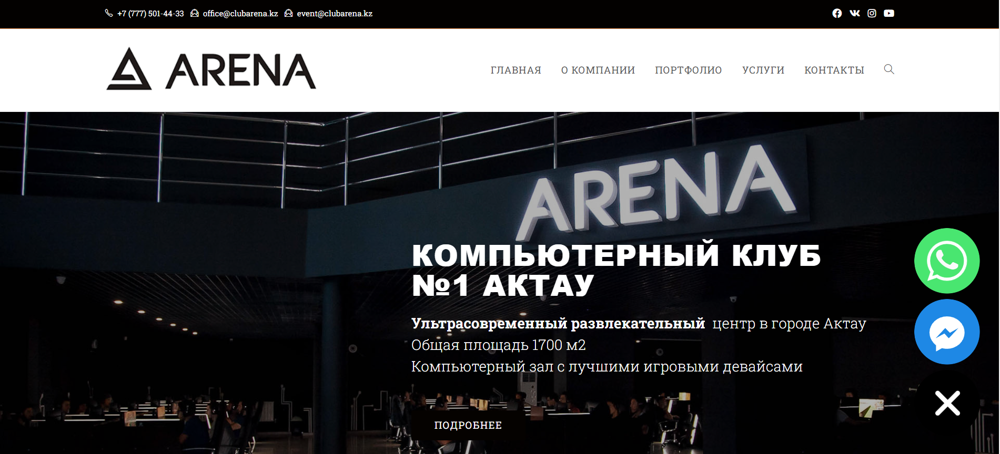 +7 (777) 501-44-33 office@clubarena.kz event@clubarena.kz
ARENA
ГЛАВНАЯ О КОМПАНИИ ПОРТФОЛИО УСЛУГИ КОНТАКТЫ
ARENA
КОМПЬЮТЕРНЫЙ КЛУБ
№1 АКТАУ
Ультрасовременный развлекательный центр в городе Актау
Общая площадь 1700 м2
Компьютерный зал с лучшими игровыми девайсами
ПОДРОБНЕЕ